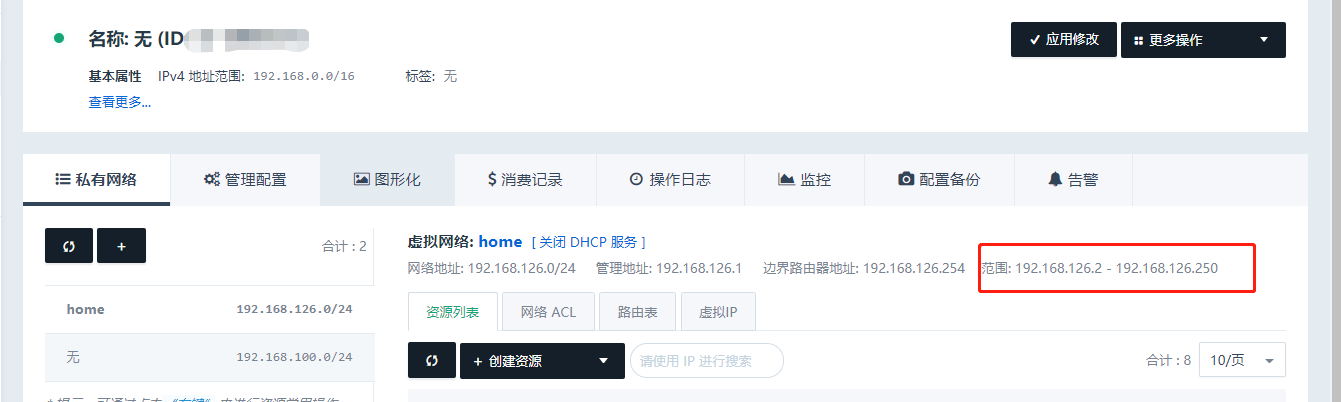 名称: 无 (ID
应用修改
更多操作
基本属性 IPv4 地址范围: 192.168.0.0/16 标签: 无
查看更多...
私有网络 管理配置 图形化 消费记录 操作日志 监控 配置备份 告警
合计 : 2
home 192.168.126.0/24
无 192.168.100.0/24
虚拟网络: home [ 关闭 DHCP 服务 ]
网络地址: 192.168.126.0/24 管理地址: 192.168.126.1 边界路由器地址: 192.168.126.254 范围: 192.168.126.2 - 192.168.126.250
资源列表 网络 ACL 路由表 虚拟IP
+ 创建资源 请使用 IP 进行搜索 合计 : 8 10/页